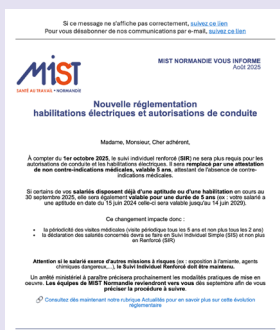 Si ce message ne s'affiche pas correctement, suivez ce lien
Pour vous désabonner de nos communications par e-mail, suivez ce lien
MIST
SANTÉ AU TRAVAIL • NORMANDIE
MIST NORMANDIE VOUS INFORME
Août 2025
Nouvelle réglementation
habilitations électriques et autorisations de conduite
Madame, Monsieur, Cher adhérent,
À compter du 1er octobre 2025, le suivi individuel renforcé (SIR) ne sera plus requis pour les
autorisations de conduite et les habilitations électriques. Il sera remplacé par une attestation
de non contre-indications médicales, valable 5 ans, attestant de l'absence de contre-
indications médicales.
Si certains de vos salariés disposent déjà d'une aptitude ou d'une habilitation en cours au
30 septembre 2025, elle sera également valable pour une durée de 5 ans (ex : votre salarié a
une aptitude en date du 15 juin 2024 celle-ci sera valable jusqu'au 14 juin 2029).
Ce changement impacte donc :
• la périodicité des visites médicales (visite périodique tous les 5 ans et non plus tous les 2 ans)
• la déclaration des salariés concernés devra se faire en Suivi Individuel Simple (SIS) et non plus
en Renforcé (SIR)
Attention si le salarié exerce d'autres missions à risques (ex : exposition à l'amiante, agents
chimiques dangereux,...), le Suivi Individuel Renforcé doit être maintenu.
Un arrêté ministériel à paraître précisera prochainement les modalités pratiques de mise en
oeuvre. Les équipes de MIST Normandie reviendront vers vous dès septembre afin de vous
préciser la procédure à suivre.
Consultez dès maintenant notre rubrique Actualités pour en savoir plus sur cette évolution
réglementaire